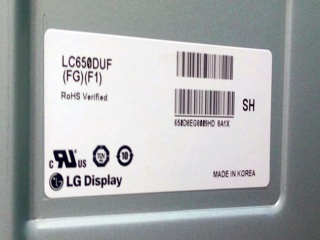 LC650DUF
(FG)(F1)
RoHS Verified
SH
MADE IN KOREA
LG Display